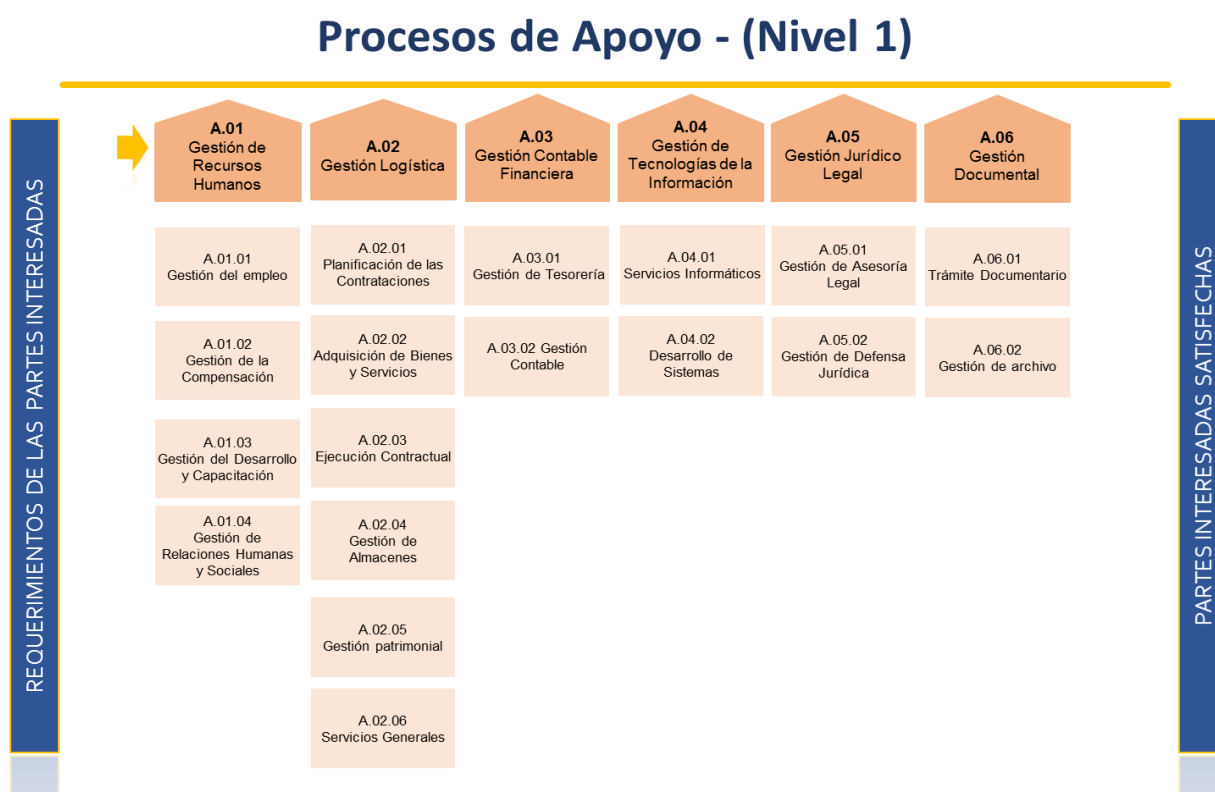 Procesos de Apoyo - (Nivel 1)
REQUERIMIENTOS DE LAS PARTES INTERESADAS
A.01
Gestión de
Recursos
Humanos
A.02
Gestión Logística
A.03
Gestión Contable
Financiera
A.04
Gestión de
Tecnologías de la
Información
A.05
Gestión Jurídico
Legal
A.06
Gestión
Documental
A.01.01
Gestión del empleo
A.01.02
Gestión de la
Compensación
A.01.03
Gestión del Desarrollo
y Capacitación
A.01.04
Gestión de
Relaciones Humanas
y Sociales
A.02.01
Planificación de las
Contrataciones
A.02.02
Adquisición de Bienes
y Servicios
A.02.03
Ejecución Contractual
A.02.04
Gestión de
Almacenes
A.02.05
Gestión patrimonial
A.02.06
Servicios Generales
A.03.01
Gestión de Tesorería
A.03.02 Gestión
Contable
A.04.01
Servicios Informáticos
A.04.02
Desarrollo de
Sistemas
A.05.01
Gestión de Asesoría
Legal
A.05.02
Gestión de Defensa
Jurídica
A.06.01
Trámite Documentario
A.06.02
Gestión de archivo
PARTES INTERESADAS SATISFECHAS